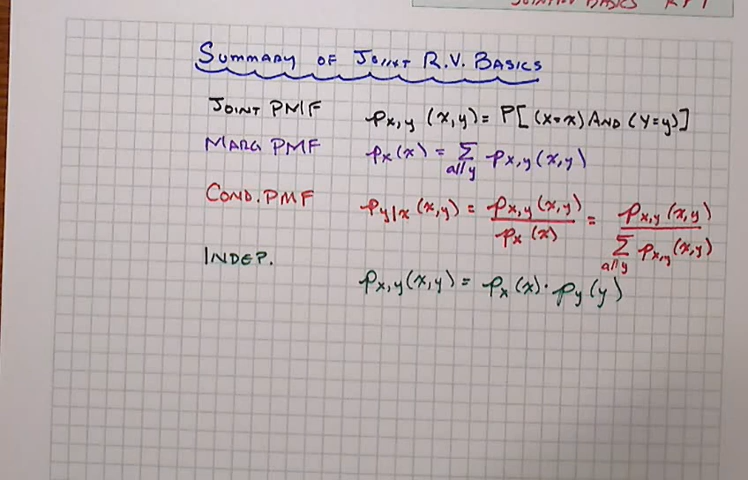 SUMMARY OF JOINT R.V. BASICS
JOINT PMF pX,Y (x,y) = P[(X=x) AND (Y=y)]
MARG PMF pX(x) = Σ all y pX,Y(x,y)
COND. PMF pY|X (x,y) = pX,Y(x,y) / pX(x) = pX,Y(x,y) / Σ all y pX,Y(x,y)
INDEP. pX,Y(x,y) = pX(x) · pY(y)